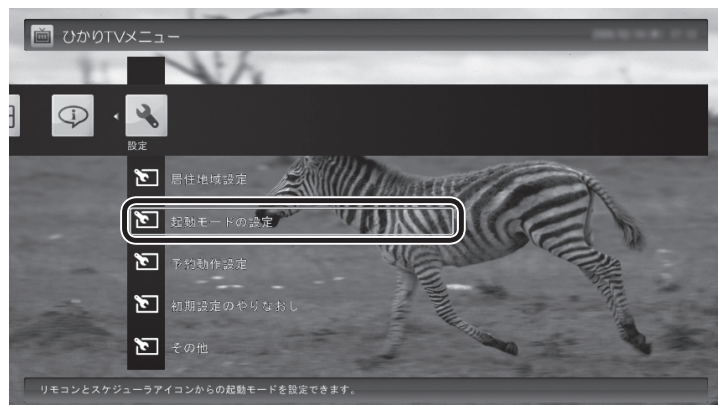 ひかりTVメニュー
設定
居住地域設定
起動モードの設定
予約動作設定
初期設定のやりなおし
その他
リモコンとスケジューラアイコンからの起動モードを設定できます。